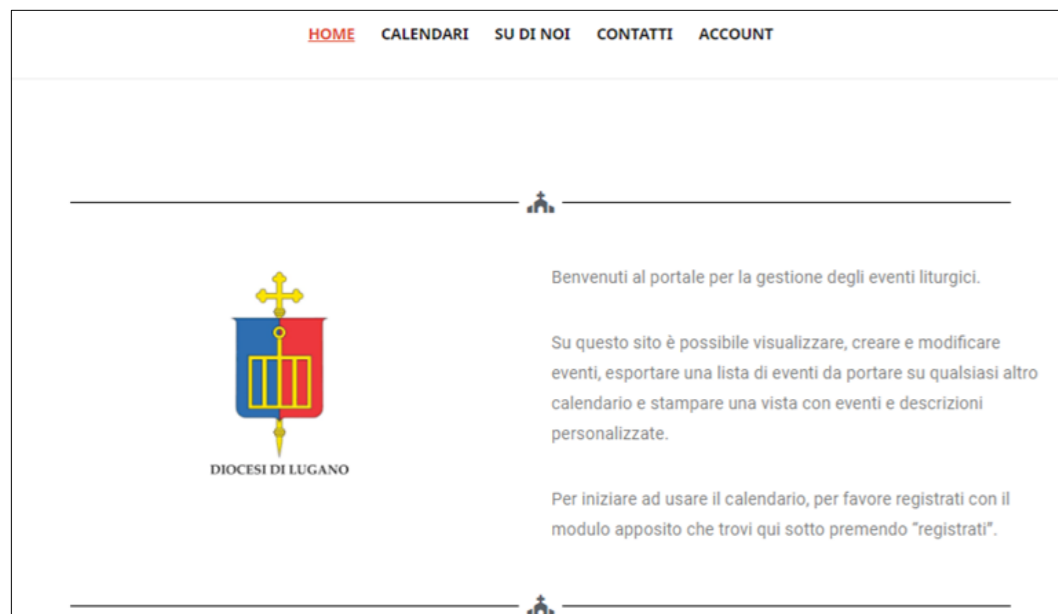 HOME CALENDARI SU DI NOI CONTATTI ACCOUNT
DIOCESI DI LUGANO
Benvenuti al portale per la gestione degli eventi liturgici.
Su questo sito è possibile visualizzare, creare e modificare
eventi, esportare una lista di eventi da portare su qualsiasi altro
calendario e stampare una vista con eventi e descrizioni
personalizzate.
Per iniziare ad usare il calendario, per favore registrati con il
modulo apposito che trovi qui sotto premendo “registrati”.